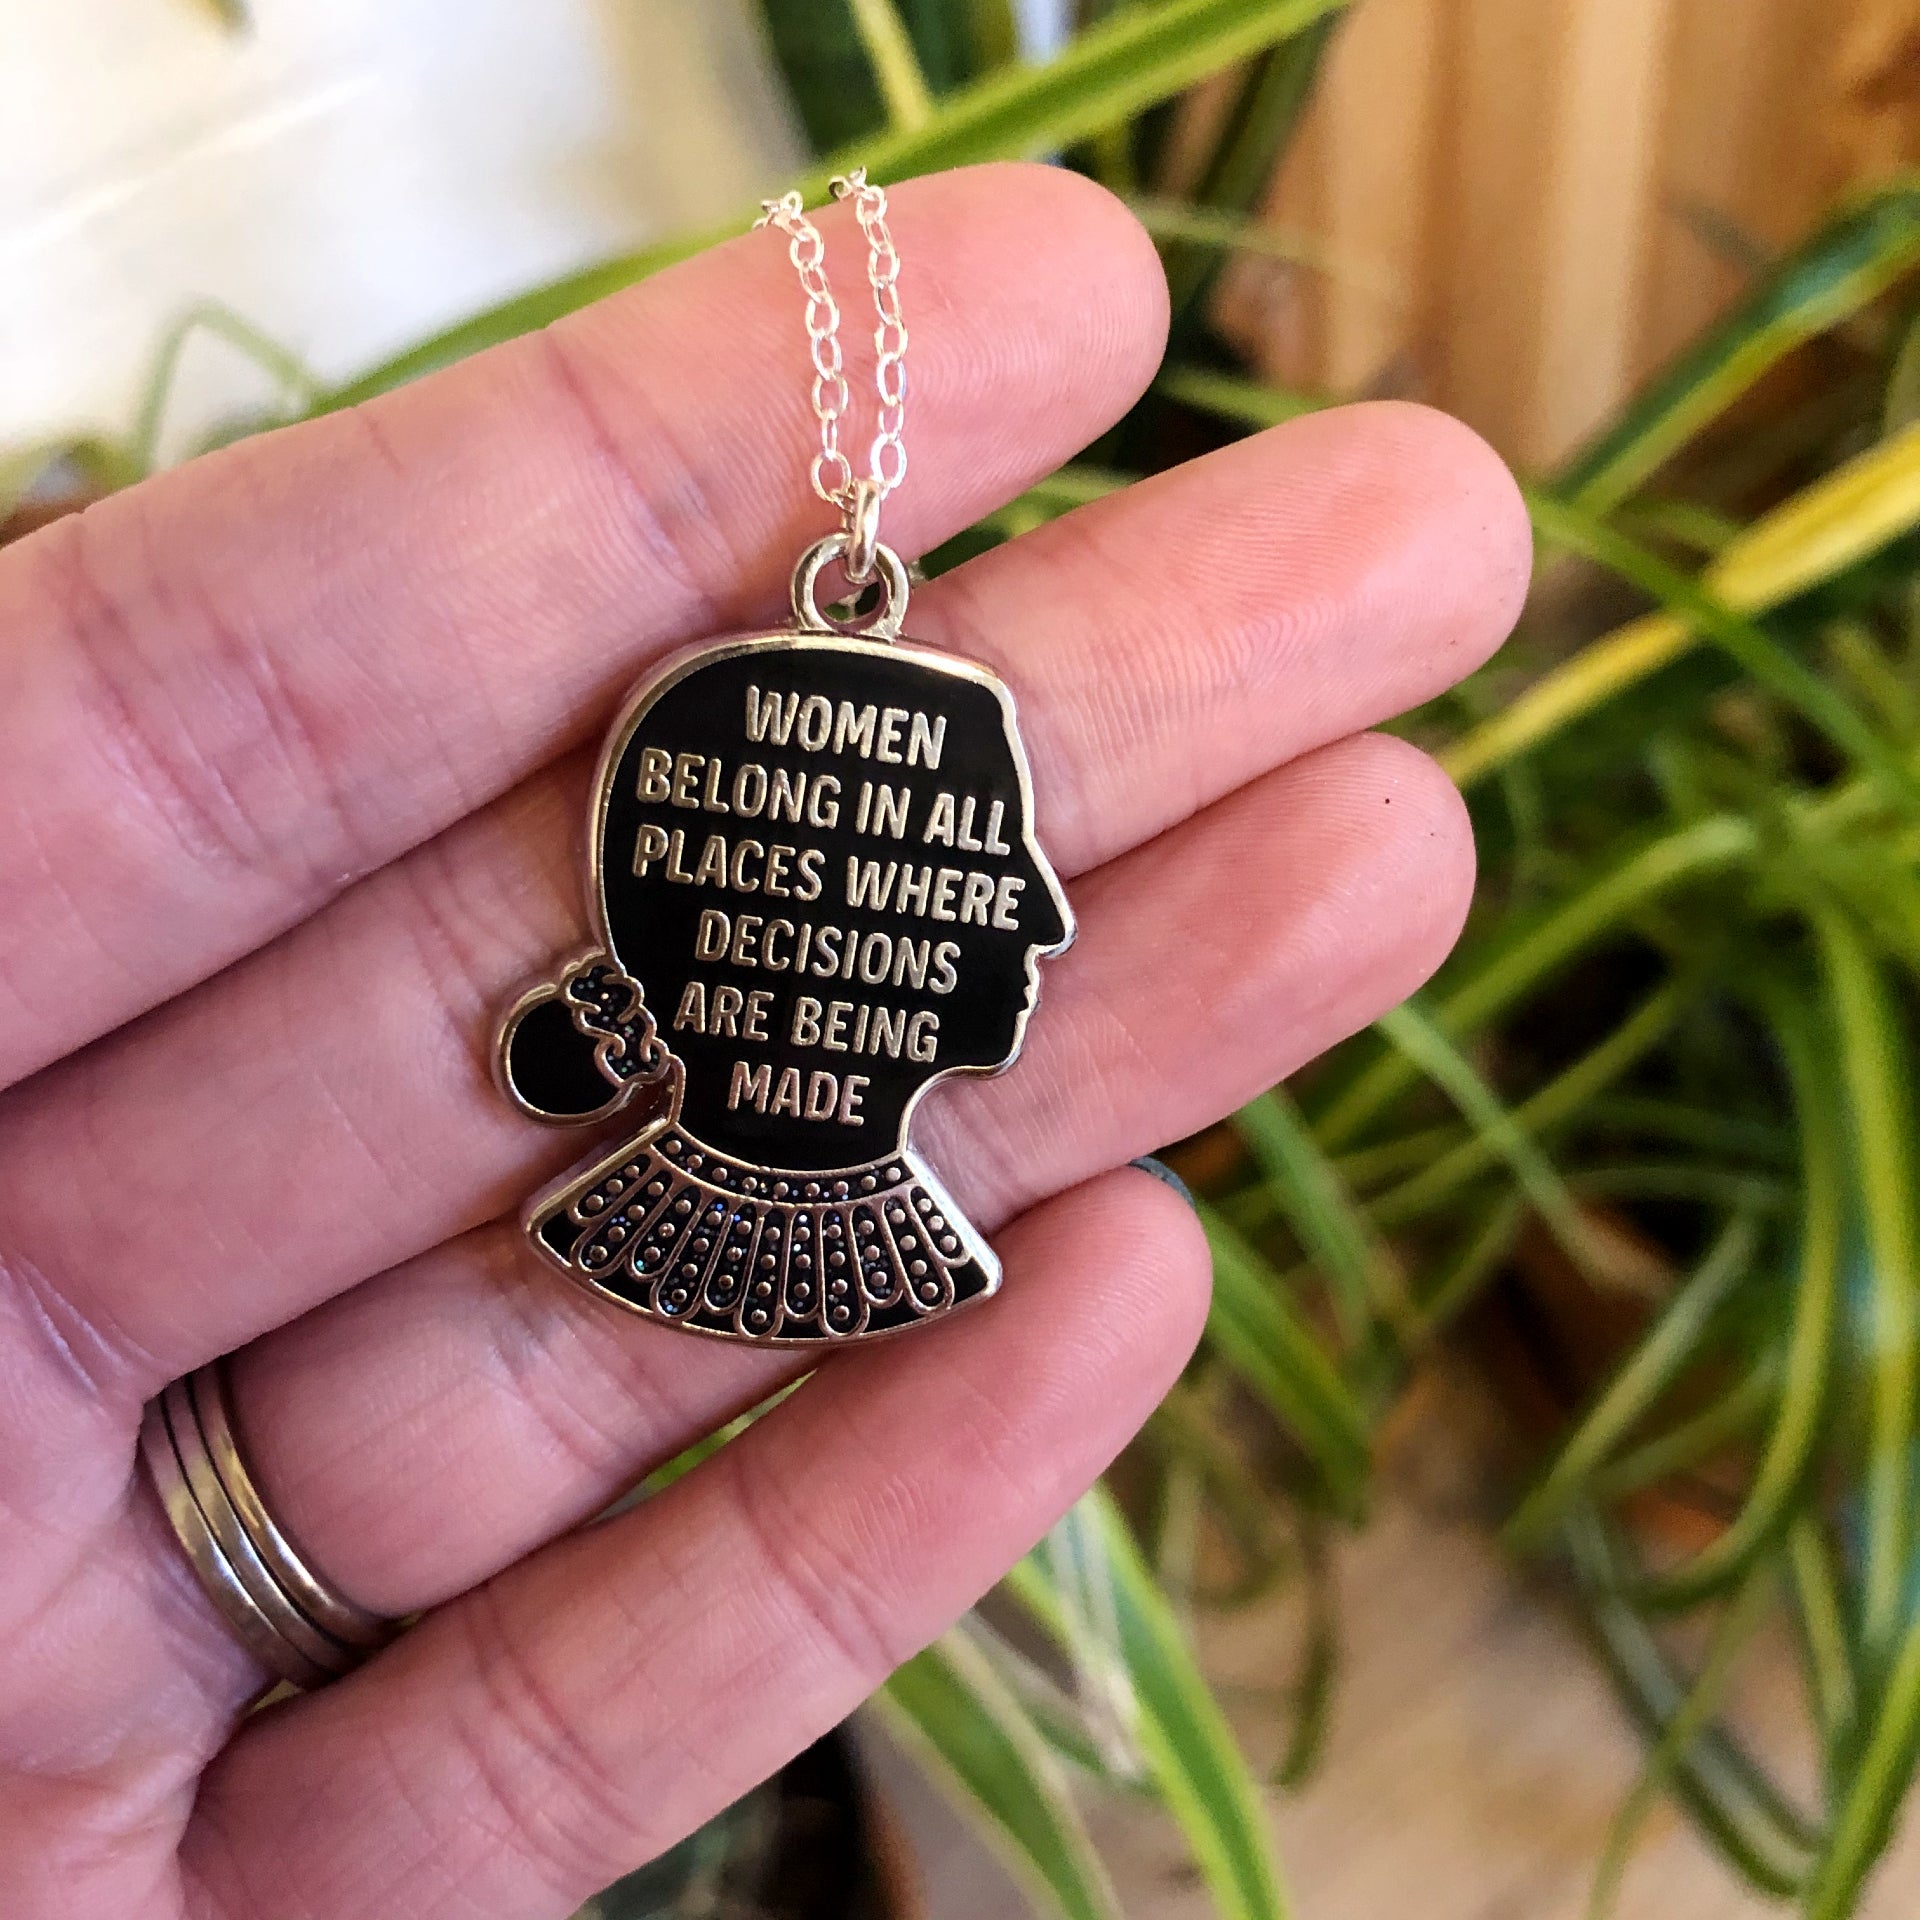 WOMEN
BELONG IN ALL
PLACES WHERE
DECISIONS
ARE BEING
MADE